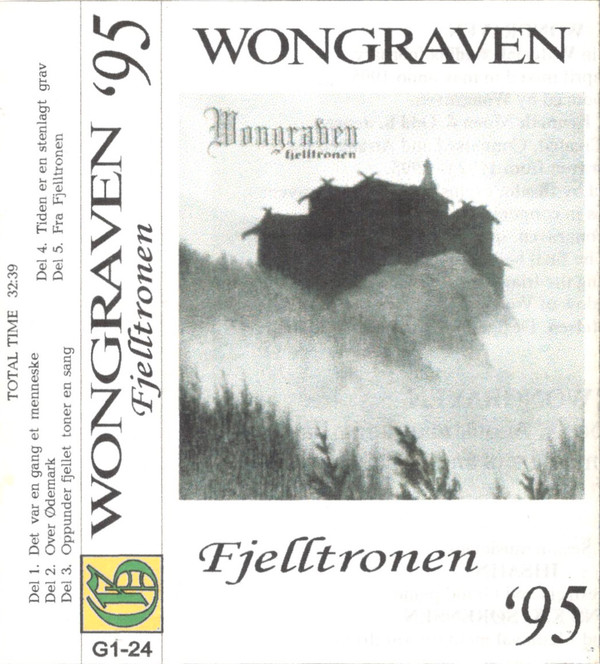 TOTAL TIME 32:39
Del 1. Det var en gang et menneske
Del 2. Over Ødemark
Del 3. Oppunder fjellet toner en sang
Del 4. Tiden er en stenlagt grav
Del 5. Fra Fjelltronen
WONGRAVEN '95
Fjelltronen
G1-24
WONGRAVEN
Wongraven
fjelltronen
Fjelltronen
'95